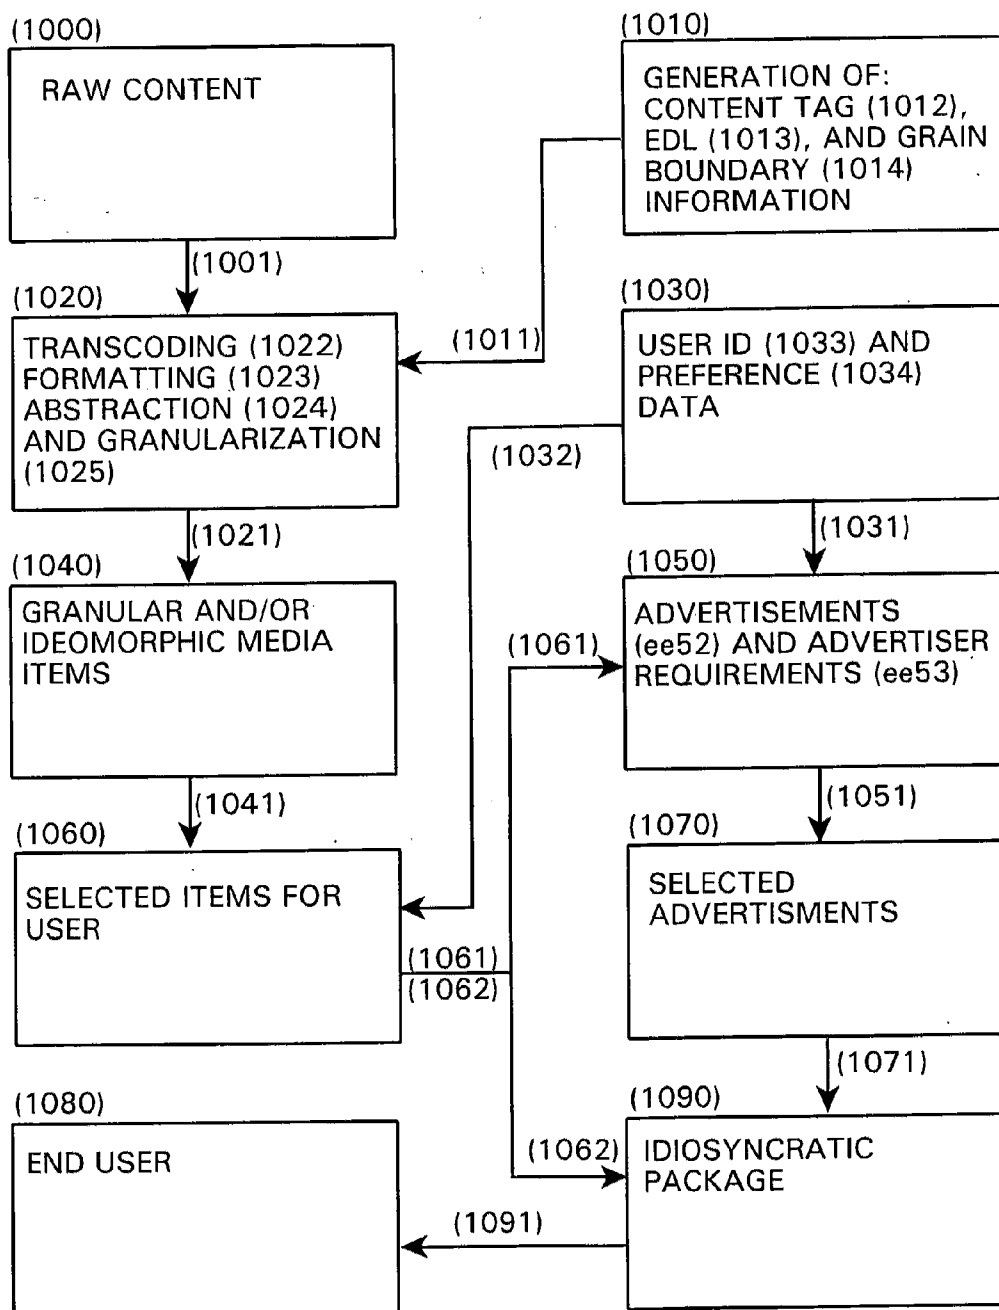 (1000)
RAW CONTENT
(1010)
GENERATION OF:
CONTENT TAG (1012),
EDL (1013), AND GRAIN
BOUNDARY (1014)
INFORMATION
(1001)
(1011)
(1020)
TRANSCODING (1022)
FORMATTING (1023)
ABSTRACTION (1024)
AND GRANULARIZATION
(1025)
(1030)
USER ID (1033) AND
PREFERENCE (1034)
DATA
(1032)
(1021)
(1031)
(1040)
GRANULAR AND/OR
IDEOMORPHIC MEDIA
ITEMS
(1050)
ADVERTISEMENTS
(ee52) AND ADVERTISER
REQUIREMENTS (ee53)
(1061)
(1041)
(1051)
(1060)
SELECTED ITEMS FOR
USER
(1070)
SELECTED
ADVERTISMENTS
(1061)
(1062)
(1071)
(1080)
END USER
(1090)
IDIOSYNCRATIC
PACKAGE
(1062)
(1091)